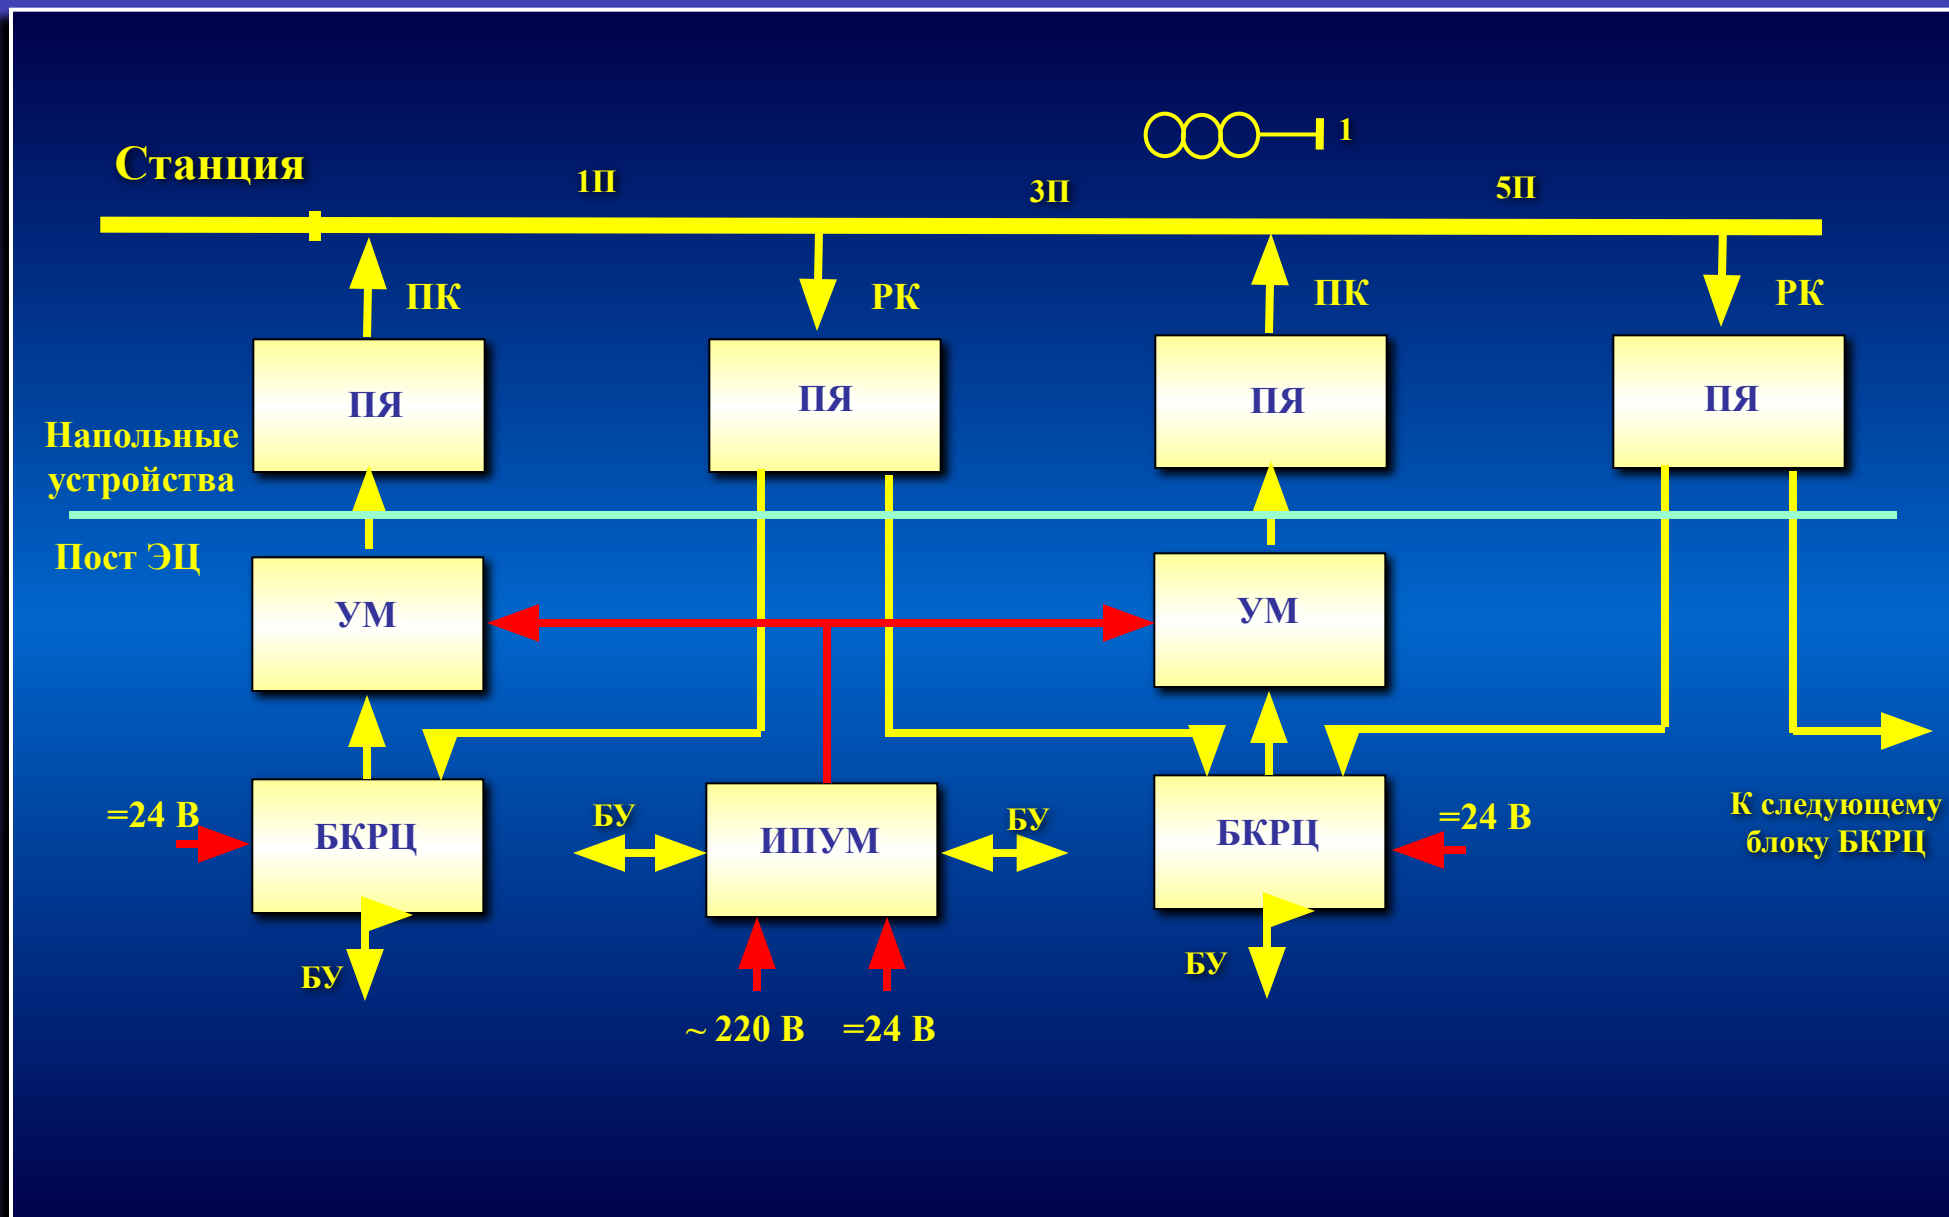 1
Станция
1П
3П
5П
ПК
РК
ПК
РК
ПЯ
ПЯ
ПЯ
ПЯ
Напольные
устройства
Пост ЭЦ
УМ
УМ
=24 В
БКРЦ
БУ
ИПУМ
БУ
БКРЦ
=24 В
К следующему
блоку БКРЦ
БУ
БУ
~ 220 В
=24 В